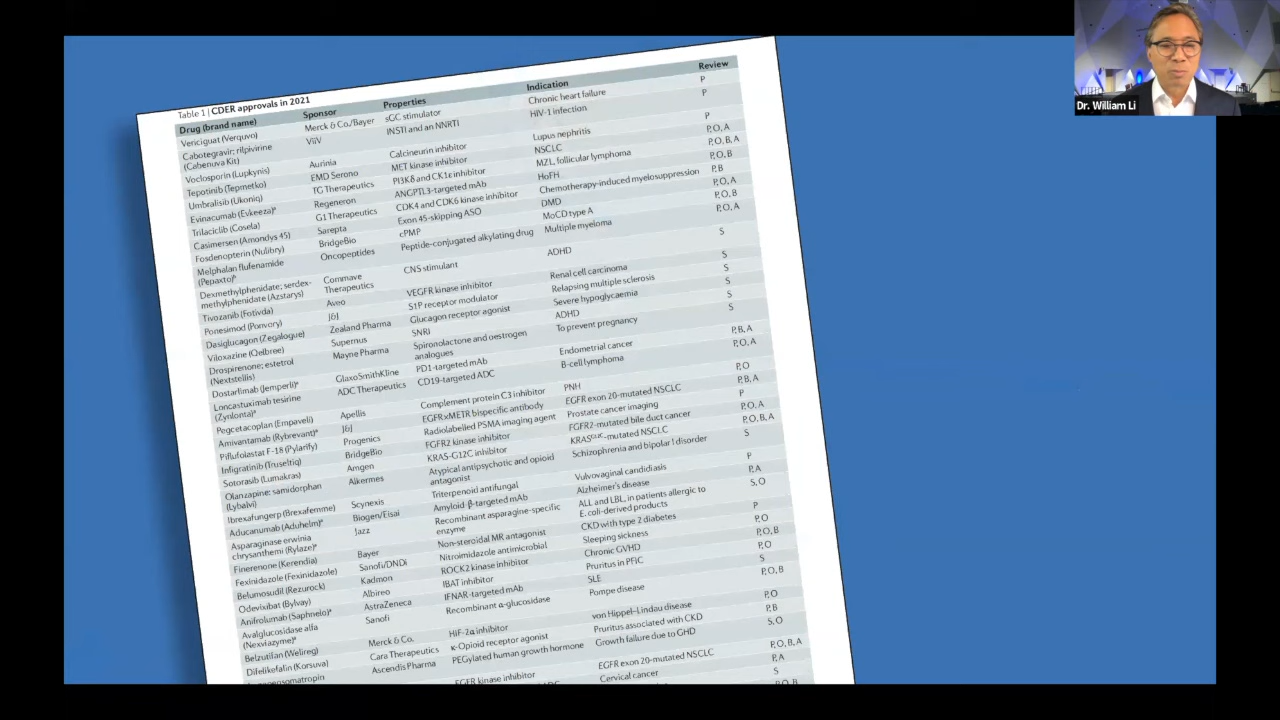 Dr. William Li
Table 1 | CDER approvals in 2021
Drug (brand name) Sponsor Properties Indication Review
Vericiguat (Verquvo) Merck & Co/Bayer sGC stimulator Chronic heart failure P
Cabotegravir; rilpivirine ViiV INSTI and an NNRTI HIV-1 infection P
(Cabenuva Kit)
Voclosporin (Lupkynis) Aurinia Calcineurin inhibitor Lupus nephritis P
Tepotinib (Tepmetko) EMD Serono MET kinase inhibitor NSCLC P, O, A
Umbralisib (Ukoniq) TG Therapeutics PI3Kδ and CK1ε inhibitor MZL, follicular lymphoma P, O, B, A
Evinacumab (Evkeeza) Regeneron ANGPTL3-targeted mAb HoFH P, O, B
Trilaciclib (Cosela) G1 Therapeutics CDK4 and CDK6 kinase inhibitor Chemotherapy-induced myelosuppression P, B
Casimersen (Amondys 45) Sarepta Exon 45-skipping ASO DMD P, O, A
Fosdenopterin (Nulibry) BridgeBio cPMP MoCD type A P, O, B
Melphalan flufenamide Oncopeptides Peptide-conjugated alkylating drug Multiple myeloma P, O, A
(Pepaxto)
Dexmethylphenidate; serdex- Commave CNS stimulant ADHD S
methylphenidate (Azstarys) Therapeutics
Tivozanib (Fotivda) Aveo VEGFR kinase inhibitor Renal cell carcinoma S
Ponesimod (Ponvory) J&J S1P receptor modulator Relapsing multiple sclerosis S
Dasiglucagon (Zegalogue) Zealand Pharma Glucagon receptor agonist Severe hypoglycaemia S
Viloxazine (Qelbree) Supernus SNRI ADHD S
Drospirenone; estetrol Mayne Pharma Spironolactone and oestrogen To prevent pregnancy S
(Nextstellis) analogues
Dostarlimab (Jemperli) GlaxoSmithKline PD1-targeted mAb Endometrial cancer P, B, A
Loncastuximab tesirine ADC Therapeutics CD19-targeted ADC B-cell lymphoma P, O, A
(Zynlonta)
Pegcetacoplan (Empaveli) Apellis Complement protein C3 inhibitor PNH P, O
Amivantamab (Rybrevant) J&J EGFR×METR bispecific antibody EGFR exon 20-mutated NSCLC P, B, A
Piflufolastat F-18 (Pylarify) Progenics Radiolabelled PSMA imaging agent Prostate cancer imaging P
Infigratinib (Truseltiq) BridgeBio FGFR2 kinase inhibitor FGFR2-mutated bile duct cancer P, O, A
Sotorasib (Lumakras) Amgen KRAS-G12C inhibitor KRASG12C-mutated NSCLC P, O, B, A
Olanzapine; samidorphan Alkermes Atypical antipsychotic and opioid Schizophrenia and bipolar I disorder S
(Lybalvi) antagonist
Ibrexafungerp (Brexafemme) Scynexis Triterpenoid antifungal Vulvovaginal candidiasis P
Aducanumab (Aduhelm) Biogen/Eisai Amyloid-β-targeted mAb Alzheimer's disease P, A
Asparaginase erwinia Jazz Recombinant asparagine-specific ALL and LBL, in patients allergic to S, O
chrysanthemi (Rylaze) enzyme E.coli-derived products
Finerenone (Kerendia) Bayer Non-steroidal MR antagonist CKD with type 2 diabetes P
Fexinidazole (Fexinidazole) Sanofi/DNDi Nitroimidazole antimicrobial Sleeping sickness P, O
Belumosudil (Rezurock) Kadmon ROCK2 kinase inhibitor Chronic GVHD P, O, B
Odevixibat (Bylvay) Albireo IBAT inhibitor Pruritus in PFIC P, O
Anifrolumab (Saphnelo) AstraZeneca IFNAR-targeted mAb SLE S
Avalglucosidase alfa Sanofi Recombinant α-glucosidase Pompe disease P, O, B
(Nexviazyme)
Belzutifan (Welireg) Merck & Co. HIF-2α inhibitor von Hippel–Lindau disease P, O
Difelikefalin (Korsuva) Cara Therapeutics κ-Opioid receptor agonist Pruritus associated with CKD P, B
Ascendis Pharma PEGylated human growth hormone Growth failure due to GHD S, O
EGFR kinase inhibitor EGFR exon 20-mutated NSCLC P, O, B, A
Cervical cancer P, A
S
P, O, B